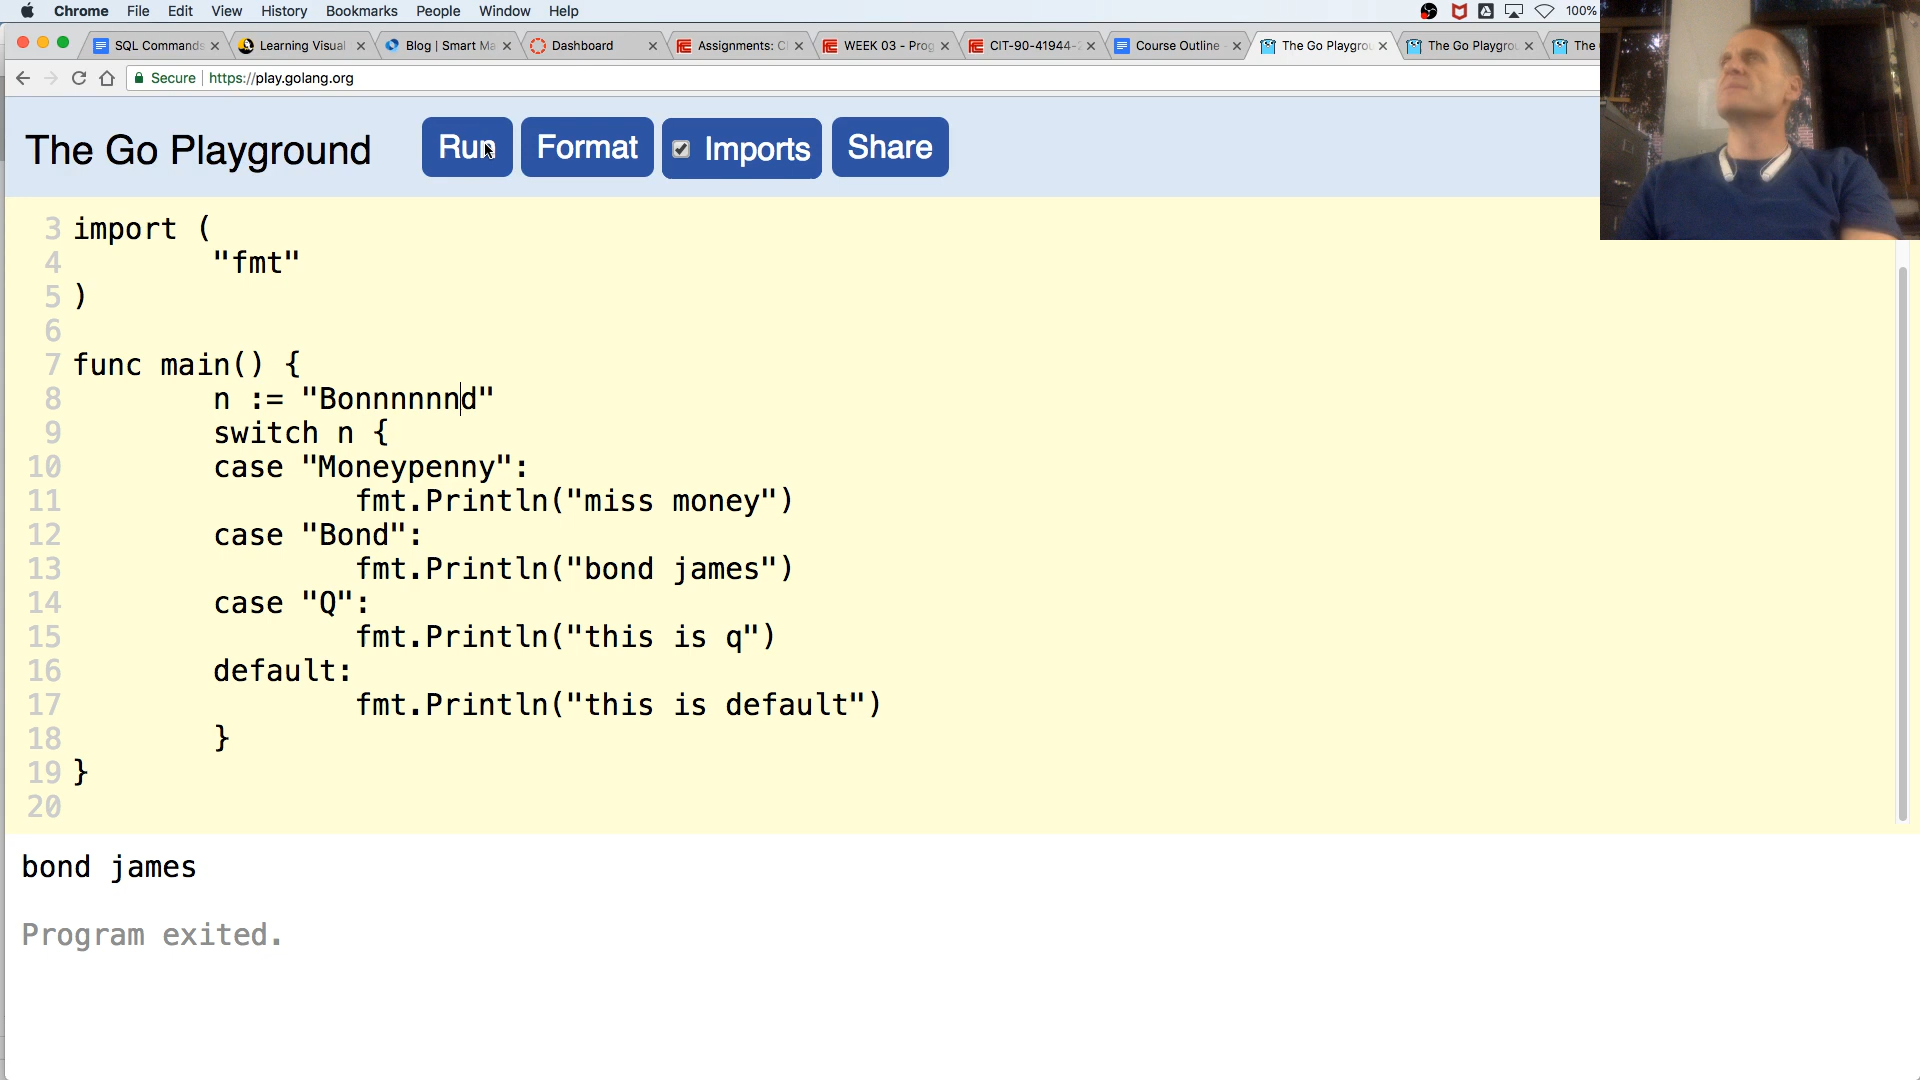 Chrome File Edit View History Bookmarks People Window Help 100%
SQL Commands Learning Visual Blog | Smart Ma Dashboard Assignments: C WEEK 03 - Prog CIT-90-41944-2 Course Outline - The Go Playgrou The Go Playgrou The
Secure https://play.golang.org
The Go Playground Run Format Imports Share
3 import (
4 "fmt"
5 )
6
7 func main() {
8 n := "Bonnnnnnd"
9 switch n {
10 case "Moneypenny":
11 fmt.Println("miss money")
12 case "Bond":
13 fmt.Println("bond james")
14 case "Q":
15 fmt.Println("this is q")
16 default:
17 fmt.Println("this is default")
18 }
19 }
20
bond james
Program exited.